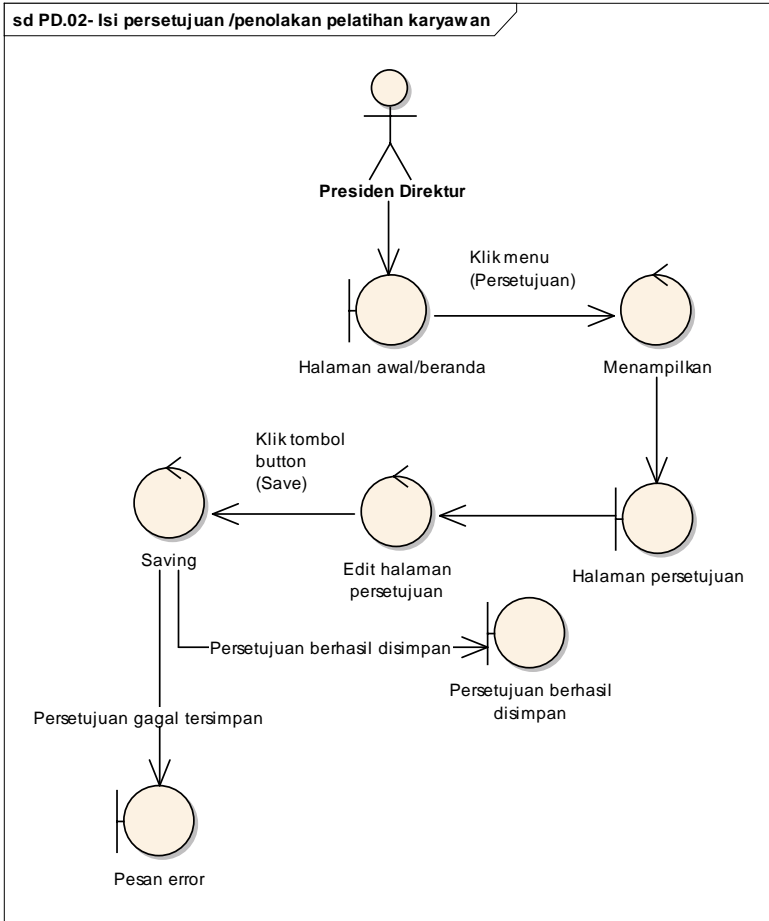 sd PD.02- Isi persetujuan /penolakan pelatihan karyawan
Presiden Direktur
Klik menu
(Persetujuan)
Halaman awal/beranda
Menampilkan
Klik tombol
button
(Save)
Saving
Edit halaman
persetujuan
Halaman persetujuan
Persetujuan berhasil disimpan
Persetujuan berhasil
disimpan
Persetujuan gagal tersimpan
Pesan error